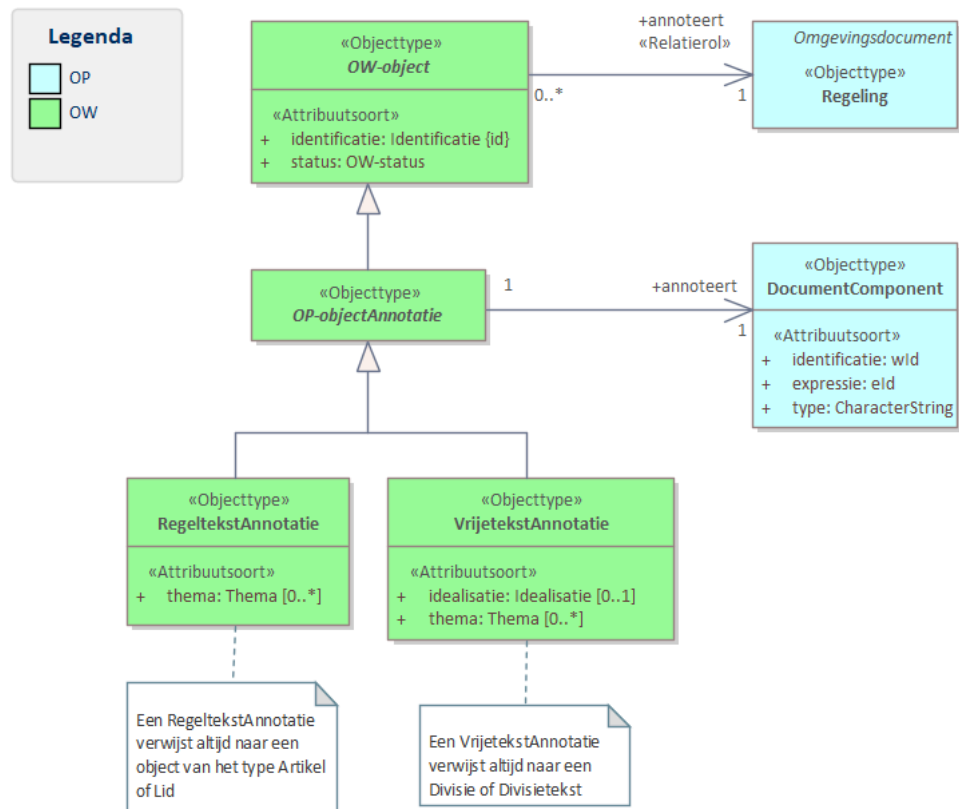 Legenda
OP
OW
«Objecttype»
OW-object
«Attribuutsoort»
+ identificatie: Identificatie {id}
+ status: OW-status
+annoteert
«Relatierol»
0..*
1
Omgevingsdocument
«Objecttype»
Regeling
«Objecttype»
OP-objectAnnotatie
1
+annoteert
1
«Objecttype»
DocumentComponent
«Attribuutsoort»
+ identificatie: wId
+ expressie: eId
+ type: CharacterString
«Objecttype»
RegeltekstAnnotatie
«Attribuutsoort»
+ thema: Thema [0..*]
«Objecttype»
VrijetekstAnnotatie
«Attribuutsoort»
+ idealisatie: Idealisatie [0..1]
+ thema: Thema [0..*]
Een RegeltekstAnnotatie
verwijst altijd naar een
object van het type Artikel
of Lid
Een VrijetekstAnnotatie
verwijst altijd naar een
Divisie of Divisietekst